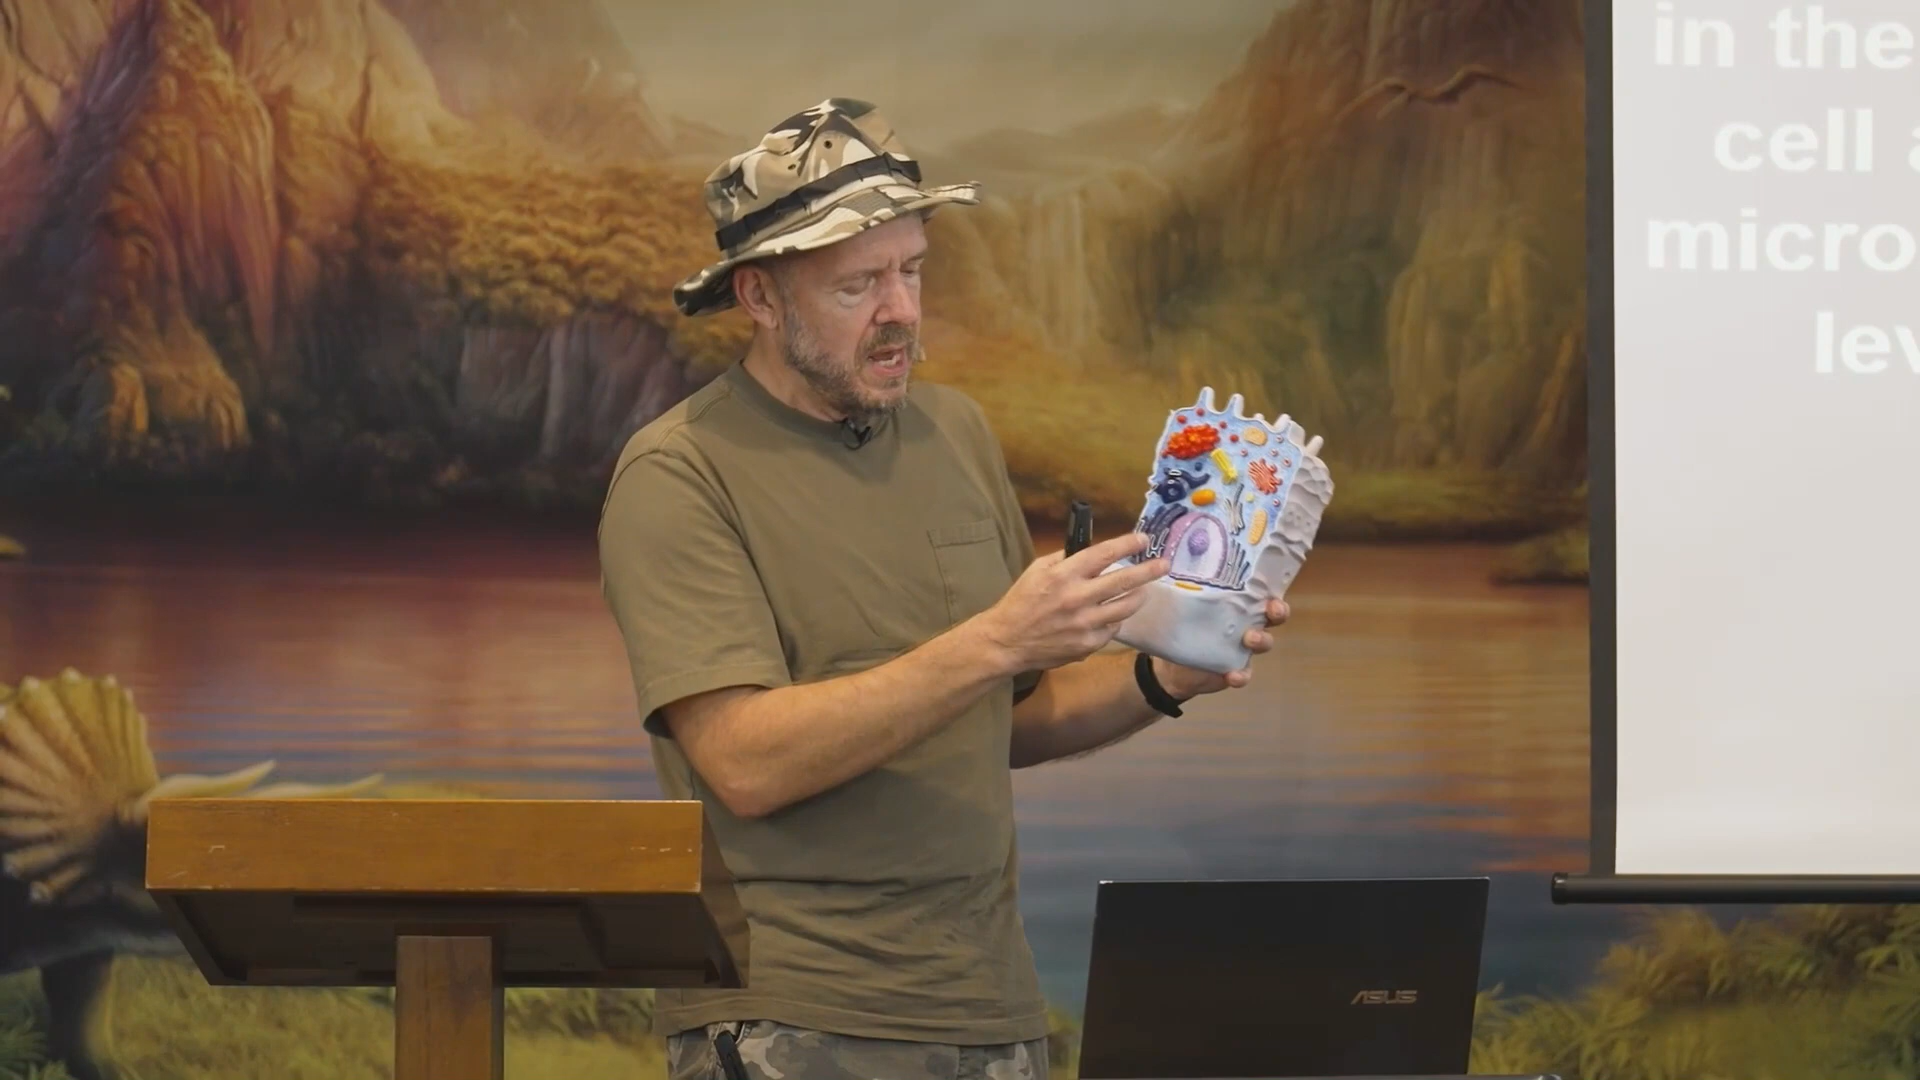 in the
cell
micro
lev
ASUS